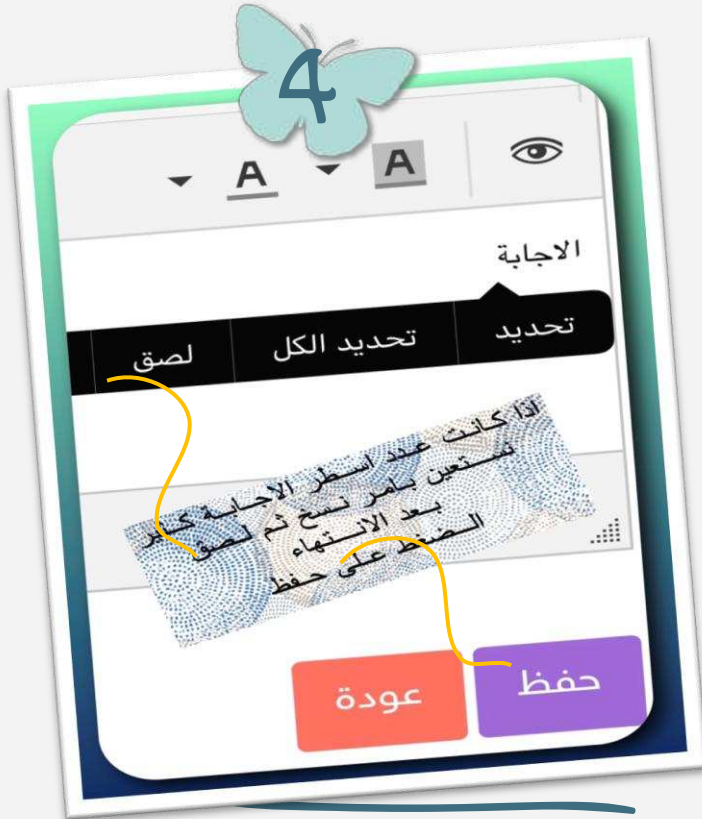 4
A A
الاجابة
تحديد تحديد الكل لصق
اذا كانت عدد اسطر الاجابة كثر
نستعين بامر نسخ ثم لصق
بعد الانتهاء
الضغط على حفظ
حفظ عودة